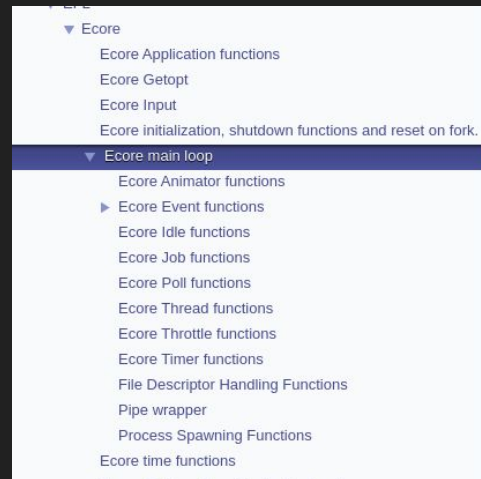 Ecore
Ecore Application functions
Ecore Getopt
Ecore Input
Ecore initialization, shutdown functions and reset on fork.
Ecore main loop
Ecore Animator functions
Ecore Event functions
Ecore Idle functions
Ecore Job functions
Ecore Poll functions
Ecore Thread functions
Ecore Throttle functions
Ecore Timer functions
File Descriptor Handling Functions
Pipe wrapper
Process Spawning Functions
Ecore time functions